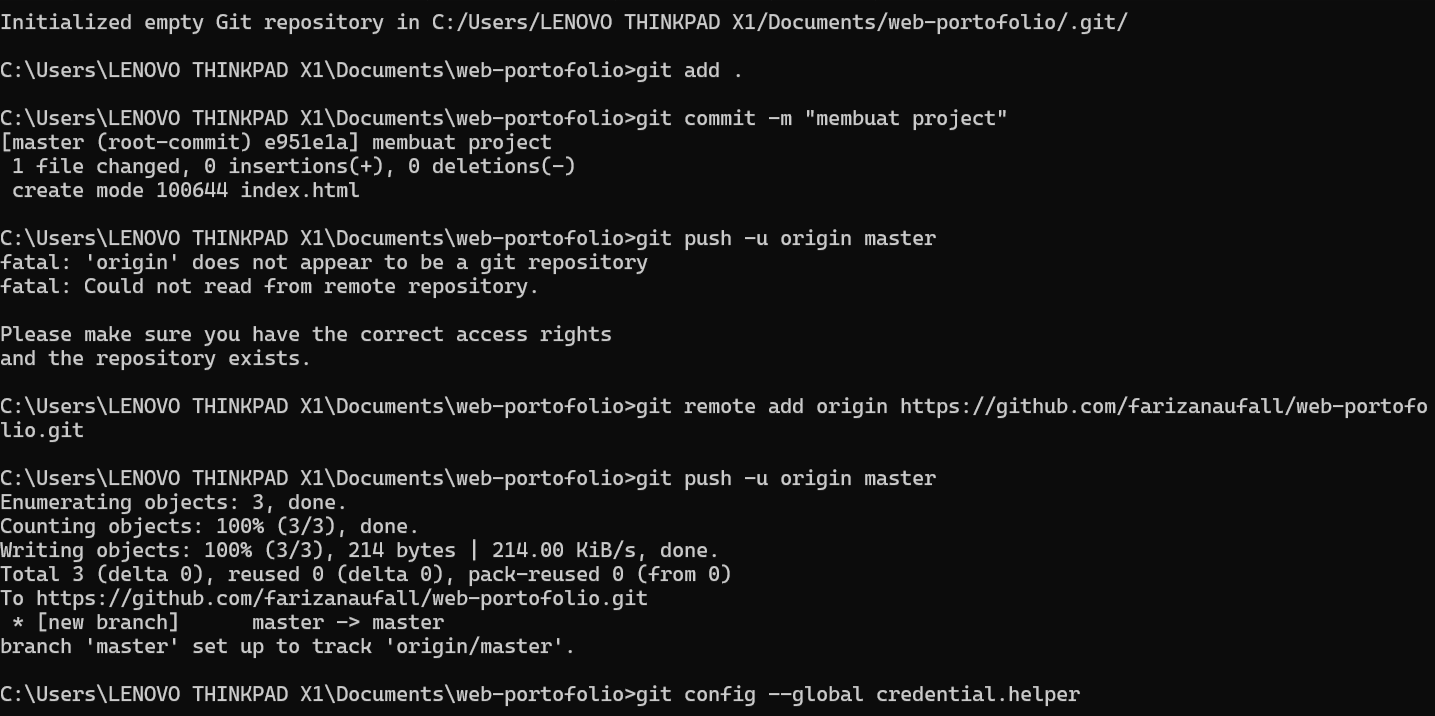 Initialized empty Git repository in C:/Users/LENOVO THINKPAD X1/Documents/web-portofolio/.git/
C:\Users\LENOVO THINKPAD X1\Documents\web-portofolio>git add .
C:\Users\LENOVO THINKPAD X1\Documents\web-portofolio>git commit -m "membuat project"
[master (root-commit) e951e1a] membuat project
 1 file changed, 0 insertions(+), 0 deletions(-)
 create mode 100644 index.html
C:\Users\LENOVO THINKPAD X1\Documents\web-portofolio>git push -u origin master
fatal: 'origin' does not appear to be a git repository
fatal: Could not read from remote repository.
Please make sure you have the correct access rights
and the repository exists.
C:\Users\LENOVO THINKPAD X1\Documents\web-portofolio>git remote add origin https://github.com/farizanaufall/web-portofo
lio.git
C:\Users\LENOVO THINKPAD X1\Documents\web-portofolio>git push -u origin master
Enumerating objects: 3, done.
Counting objects: 100% (3/3), done.
Writing objects: 100% (3/3), 214 bytes | 214.00 KiB/s, done.
Total 3 (delta 0), reused 0 (delta 0), pack-reused 0 (from 0)
To https://github.com/farizanaufall/web-portofolio.git
 * [new branch]      master -> master
branch 'master' set up to track 'origin/master'.
C:\Users\LENOVO THINKPAD X1\Documents\web-portofolio>git config --global credential.helper